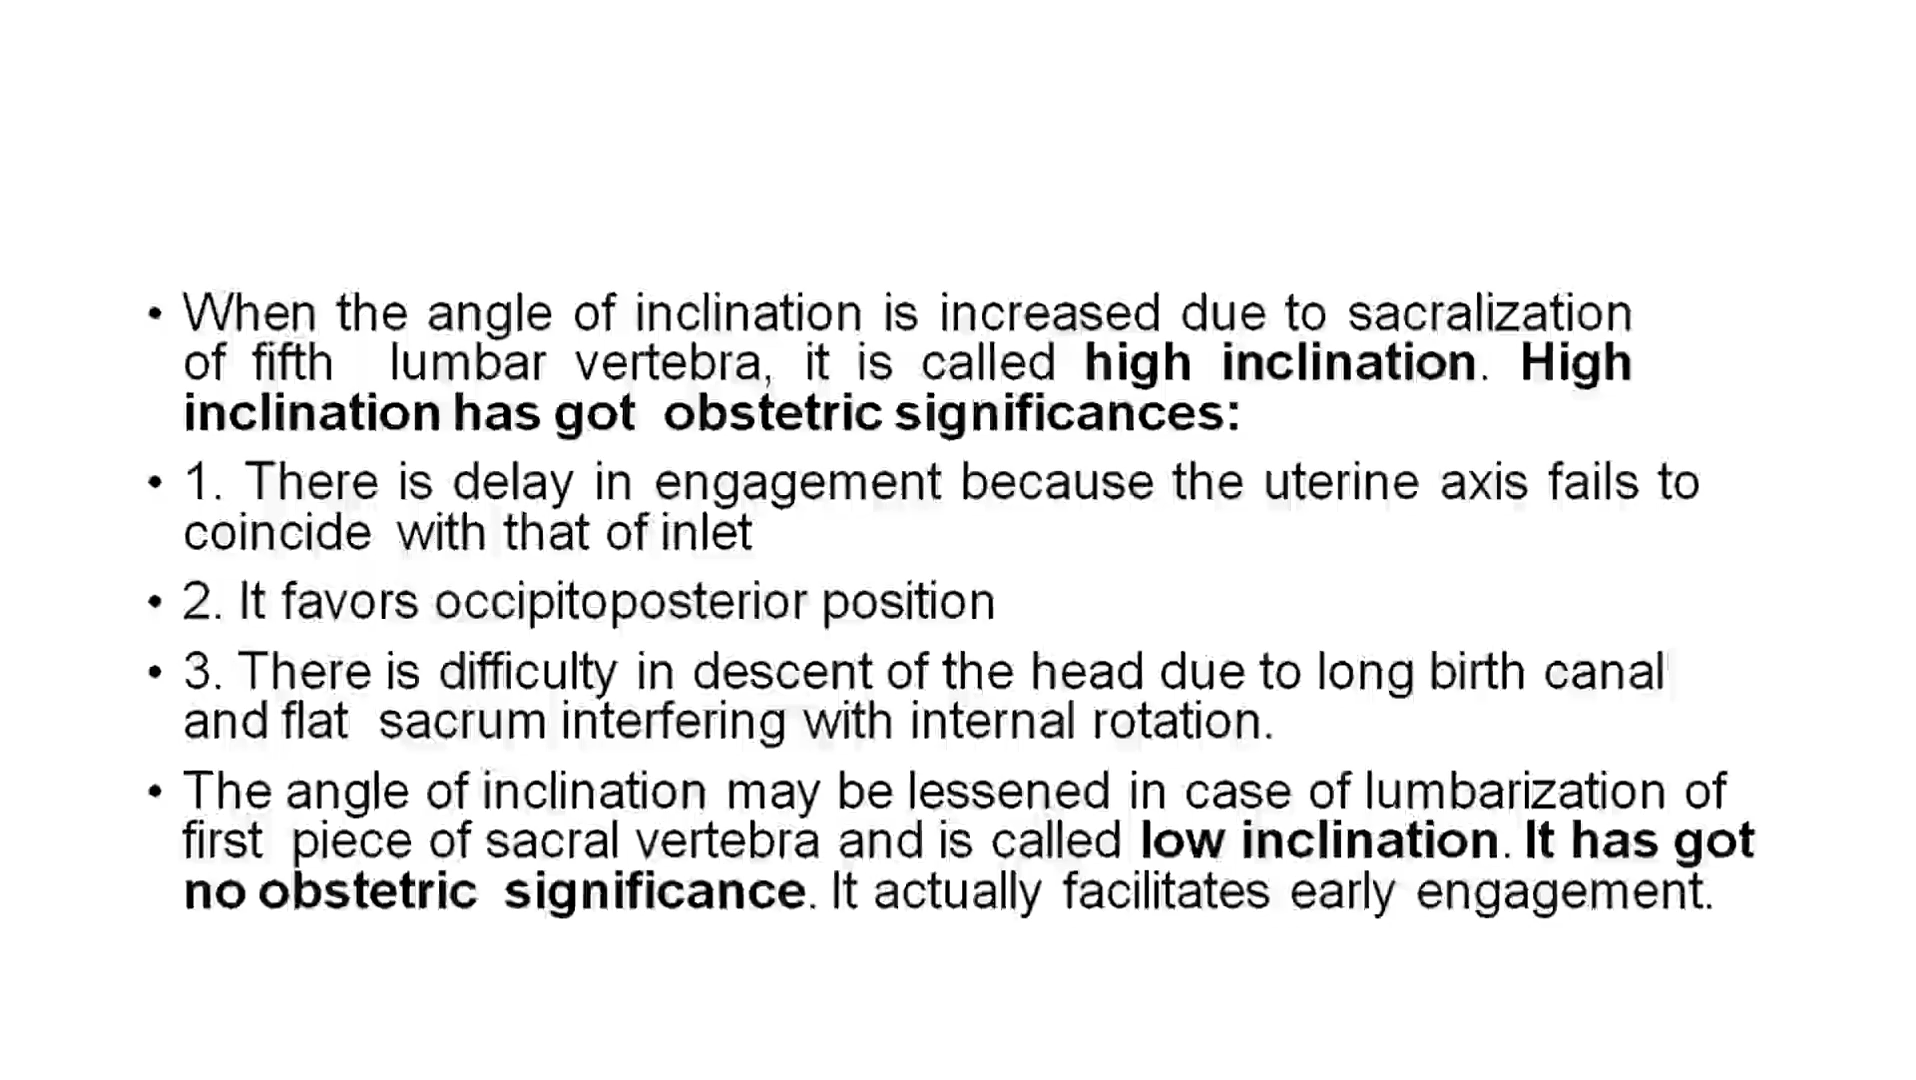 • When the angle of inclination is increased due to sacralization
of fifth lumbar vertebra, it is called high inclination. High
inclination has got obstetric significances:
• 1. There is delay in engagement because the uterine axis fails to
coincide with that of inlet
• 2. It favors occipitoposterior position
• 3. There is difficulty in descent of the head due to long birth canal
and flat sacrum interfering with internal rotation.
• The angle of inclination may be lessened in case of lumbarization of
first piece of sacral vertebra and is called low inclination. It has got
no obstetric significance. It actually facilitates early engagement.